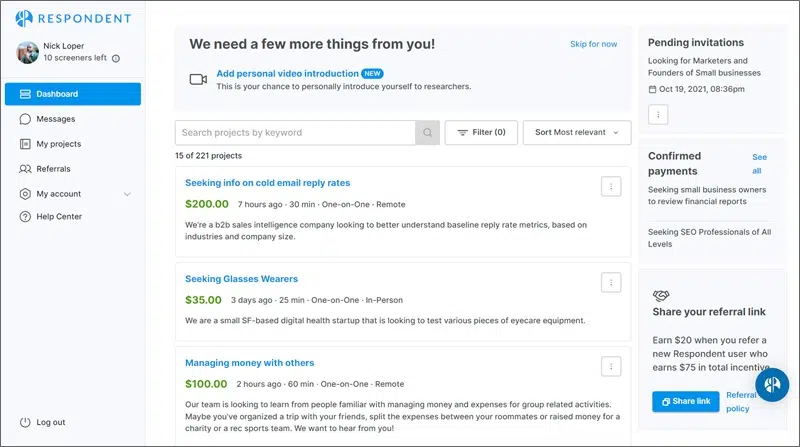 RESPONDENT
Nick Loper
10 screeners left
Dashboard
Messages
My projects
Referrals
My account
Help Center
Log out
We need a few more things from you!
Skip for now
Add personal video introduction NEW
This is your chance to personally introduce yourself to researchers.
Search projects by keyword
Filter (0)
Sort Most relevant
15 of 221 projects
Seeking info on cold email reply rates
$200.00 7 hours ago · 30 min · One-on-One · Remote
We're a b2b sales intelligence company looking to better understand baseline reply rate metrics, based on
industries and company size.
Seeking Glasses Wearers
$35.00 3 days ago · 25 min · One-on-One · In-Person
We are a small SF-based digital health startup that is looking to test various pieces of eyecare equipment.
Managing money with others
$100.00 2 hours ago · 60 min · One-on-One · Remote
Our team is looking to learn from people familiar with managing money and expenses for group related activities.
Maybe you've organized a trip with your friends, split the expenses between your roommates or raised money for a
charity or a rec sports team. We want to hear from you!
Pending invitations
Looking for Marketers and
Founders of Small businesses
Oct 19, 2021, 08:36pm
Confirmed
payments
See
all
Seeking small business owners
to review financial reports
Seeking SEO Professionals of All
Levels
Share your referral link
Earn $20 when you refer a
new Respondent user who
earns $75 in total incentive
Share link
Referral
policy